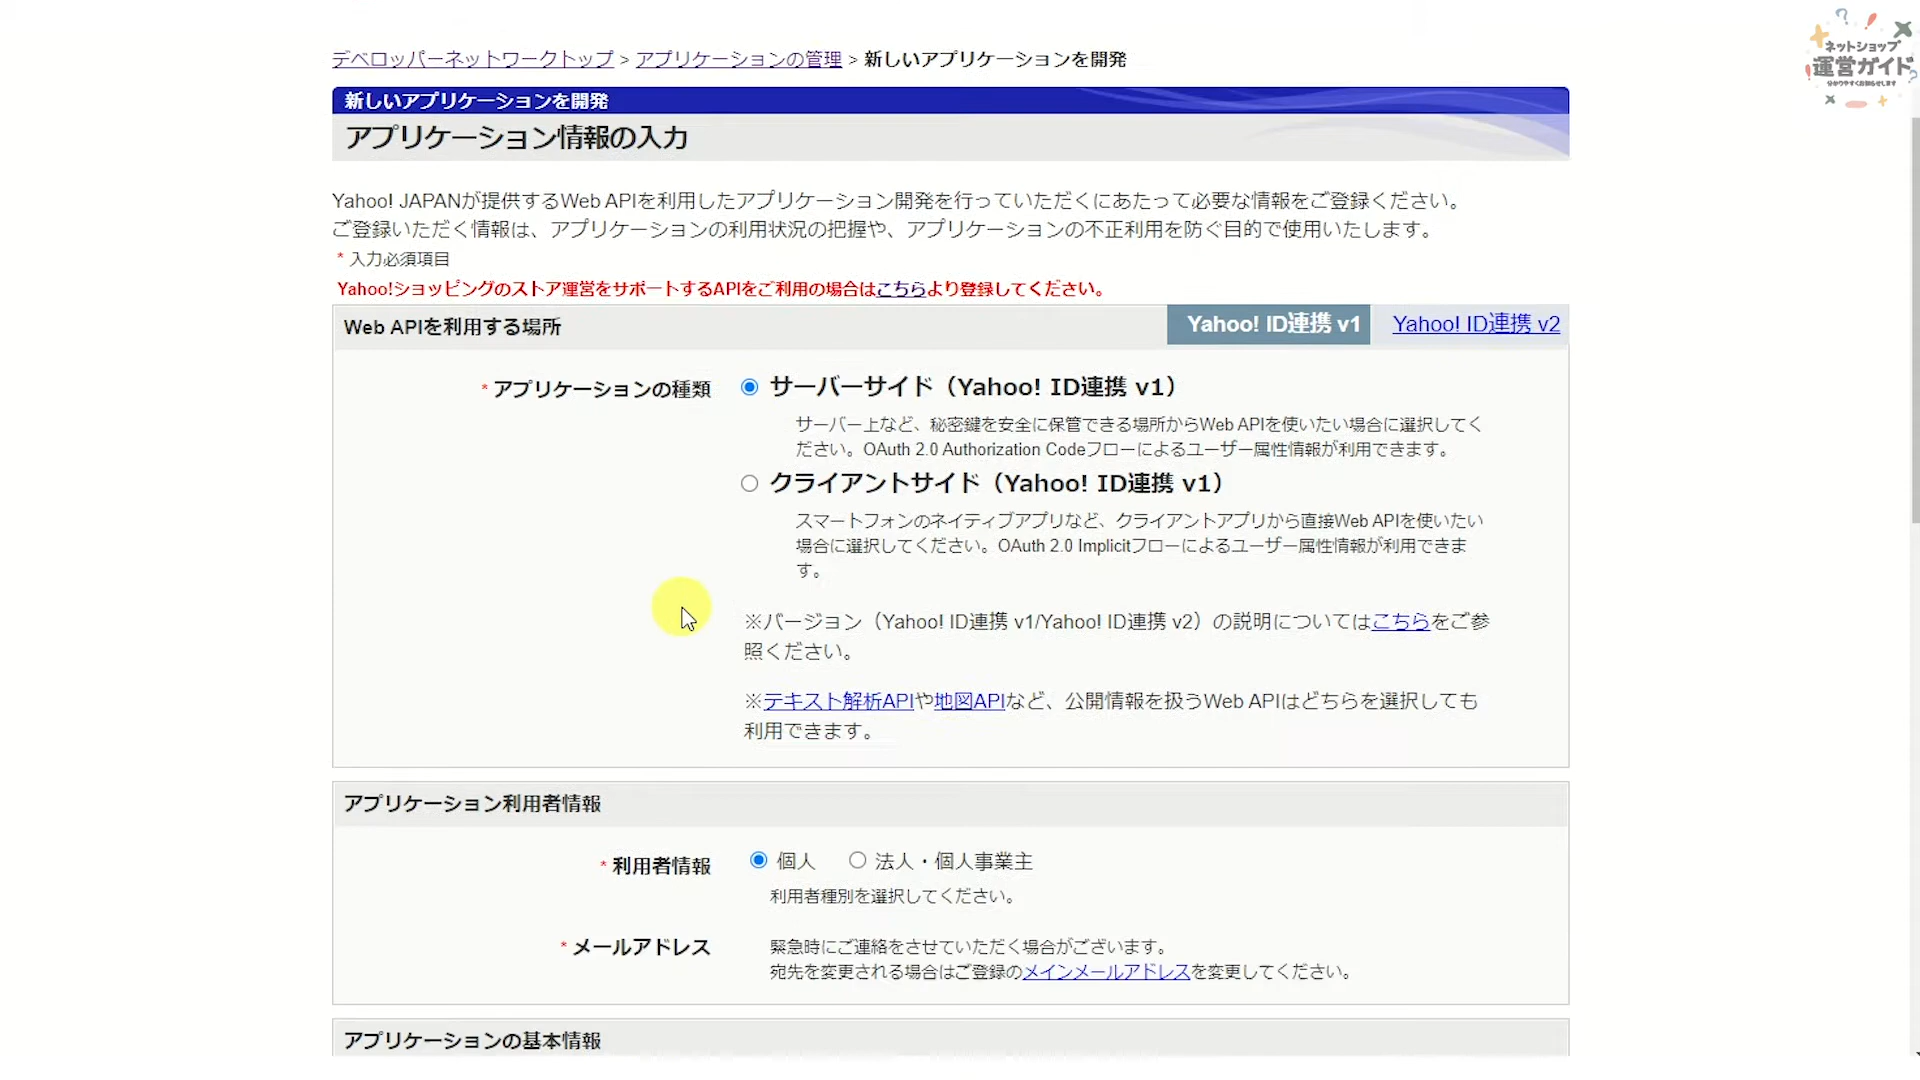 デベロッパーネットワークトップ > アプリケーションの管理 > 新しいアプリケーションを開発
新しいアプリケーションを開発
アプリケーション情報の入力
Yahoo! JAPANが提供するWeb APIを利用したアプリケーション開発を行っていただくにあたって必要な情報をご登録ください。
ご登録いただく情報は、アプリケーションの利用状況の把握や、アプリケーションの不正利用を防ぐ目的で使用いたします。
* 入力必須項目
Yahoo!ショッピングのストア運営をサポートするAPIをご利用の場合はこちらより登録してください。
Web APIを利用する場所
Yahoo! ID連携 v1
Yahoo! ID連携 v2
* アプリケーションの種類
サーバーサイド（Yahoo! ID連携 v1）
サーバー上など、秘密鍵を安全に保管できる場所からWeb APIを使いたい場合に選択してく
ださい。OAuth 2.0 Authorization Codeフローによるユーザー属性情報が利用できます。
クライアントサイド（Yahoo! ID連携 v1）
スマートフォンのネイティブアプリなど、クライアントアプリから直接Web APIを使いたい
場合に選択してください。OAuth 2.0 Implicitフローによるユーザー属性情報が利用できま
す。
※バージョン（Yahoo! ID連携 v1/Yahoo! ID連携 v2）の説明についてはこちらをご参
照ください。
※テキスト解析APIや地図APIなど、公開情報を扱うWeb APIはどちらを選択しても
利用できます。
アプリケーション利用者情報
* 利用者情報
個人
法人・個人事業主
利用者種別を選択してください。
* メールアドレス
緊急時にご連絡をさせていただく場合がございます。
宛先を変更される場合はご登録のメインメールアドレスを変更してください。
アプリケーションの基本情報
ネットショップ
運営ガイド
分かりやすくお知らせします